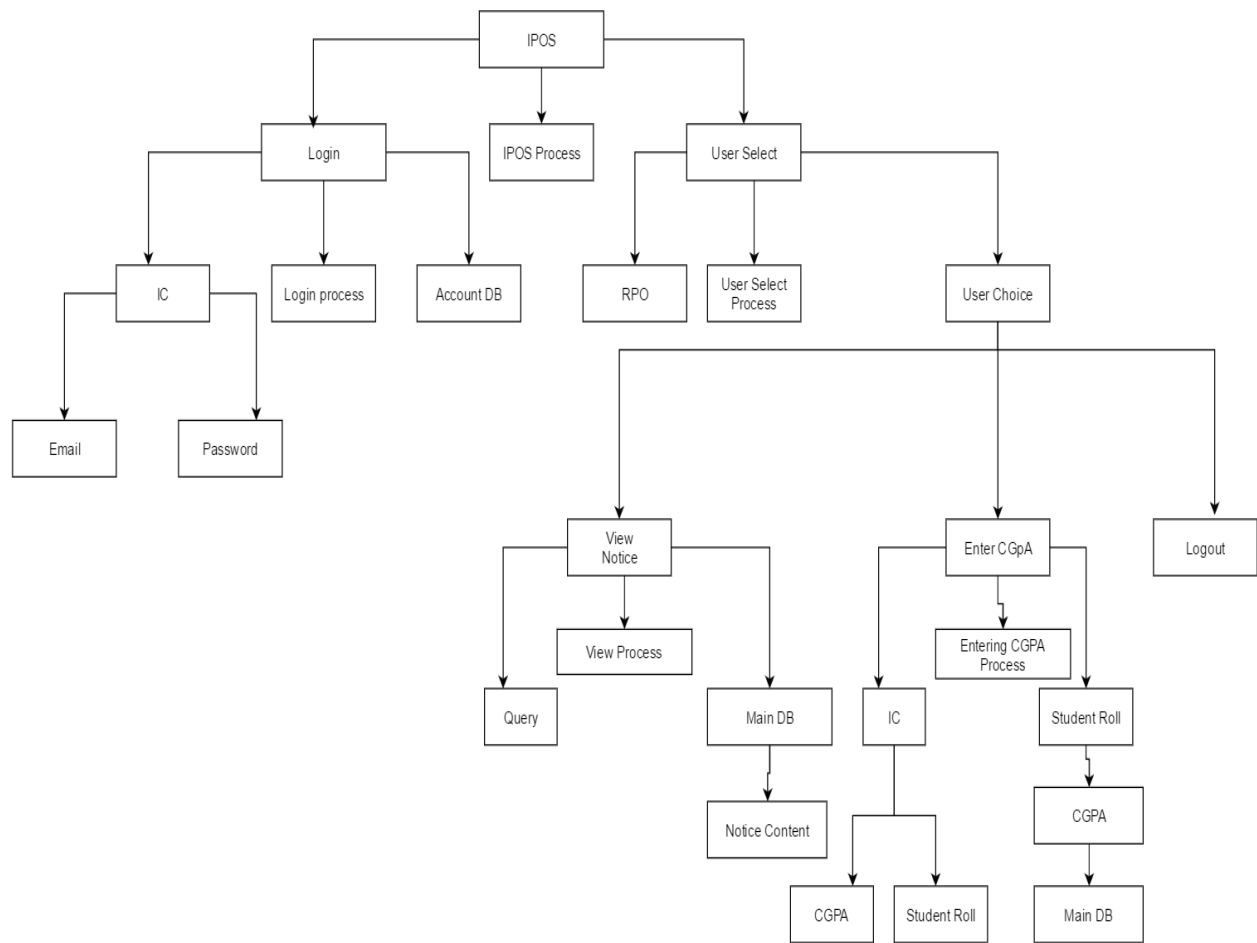 IPOS
Login
IPOS Process
User Select
IC
Login process
Account DB
RPO
User Select
Process
User Choice
Email
Password
View
Notice
Enter CGpA
Logout
View Process
Entering CGPA
Process
Query
Main DB
IC
Student Roll
Notice Content
CGPA
CGPA
Student Roll
Main DB